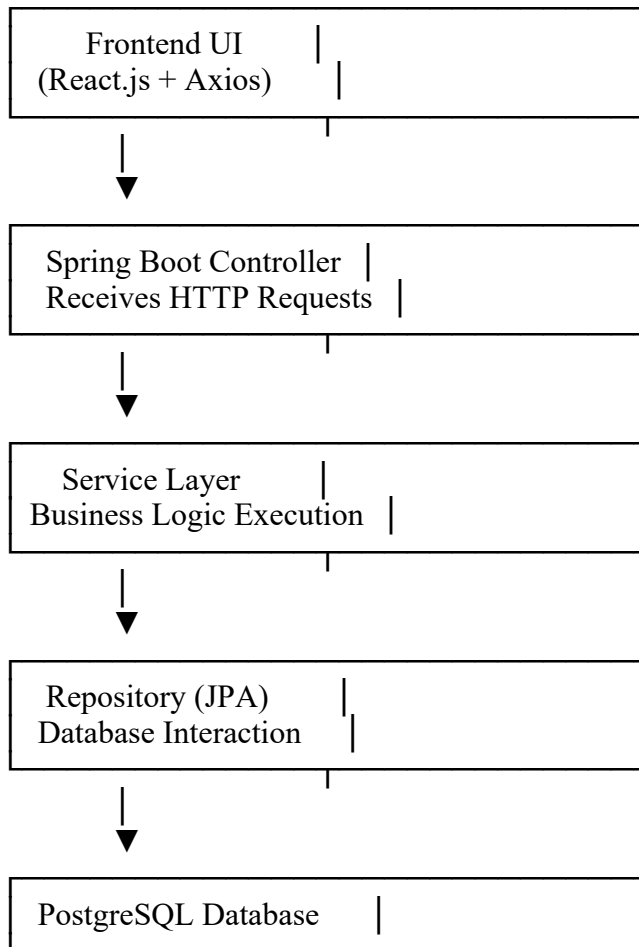 Frontend UI
(React.js + Axios)
Spring Boot Controller
Receives HTTP Requests
Service Layer
Business Logic Execution
Repository (JPA)
Database Interaction
PostgreSQL Database